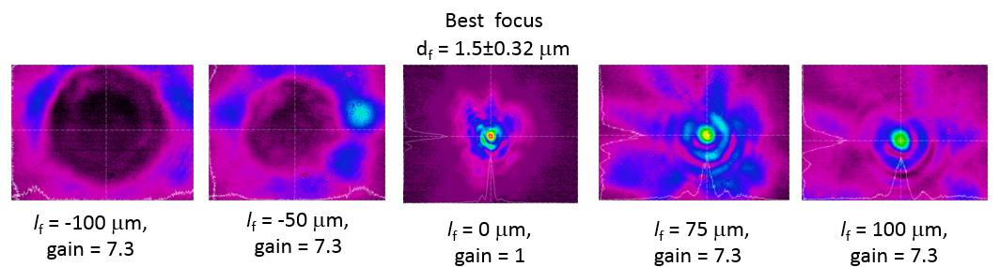 Best focus
d_f = 1.5±0.32 μm
l_f = -100 μm,
gain = 7.3
l_f = -50 μm,
gain = 7.3
l_f = 0 μm,
gain = 1
l_f = 75 μm,
gain = 7.3
l_f = 100 μm,
gain = 7.3